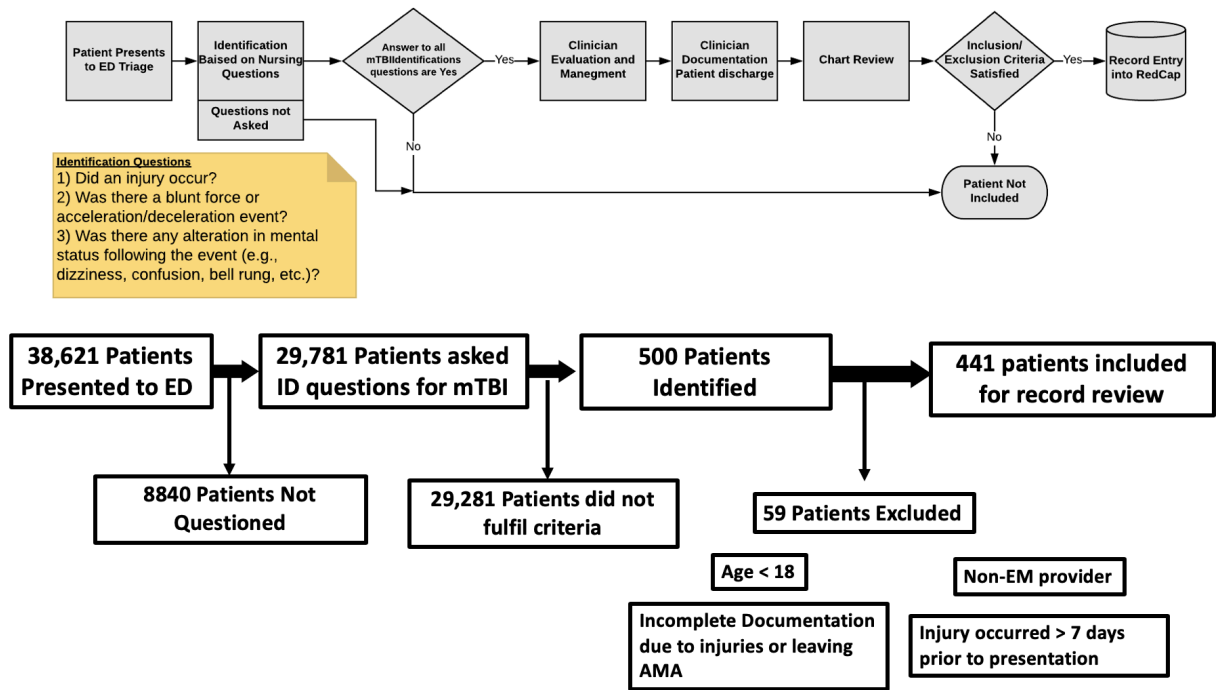 Patient Presents
to ED Triage
Identification
Baised on Nursing
Questions
Questions not
Asked
Answer to all
mTBIIdentifications
questions are Yes
Yes
No
Clinician
Evaluation and
Manegment
Clinician
Documentation
Patient discharge
Chart Review
Inclusion/
Exclusion Criteria
Satisfied
Yes
No
Record Entry
into RedCap
Patient Not
Included
Identification Questions
1) Did an injury occur?
2) Was there a blunt force or
acceleration/deceleration event?
3) Was there any alteration in mental
status following the event (e.g.,
dizziness, confusion, bell rung, etc.)?
38,621 Patients
Presented to ED
29,781 Patients asked
ID questions for mTBI
500 Patients
Identified
441 patients included
for record review
8840 Patients Not
Questioned
29,281 Patients did not
fulfil criteria
59 Patients Excluded
Age < 18
Non-EM provider
Incomplete Documentation
due to injuries or leaving
AMA
Injury occurred > 7 days
prior to presentation